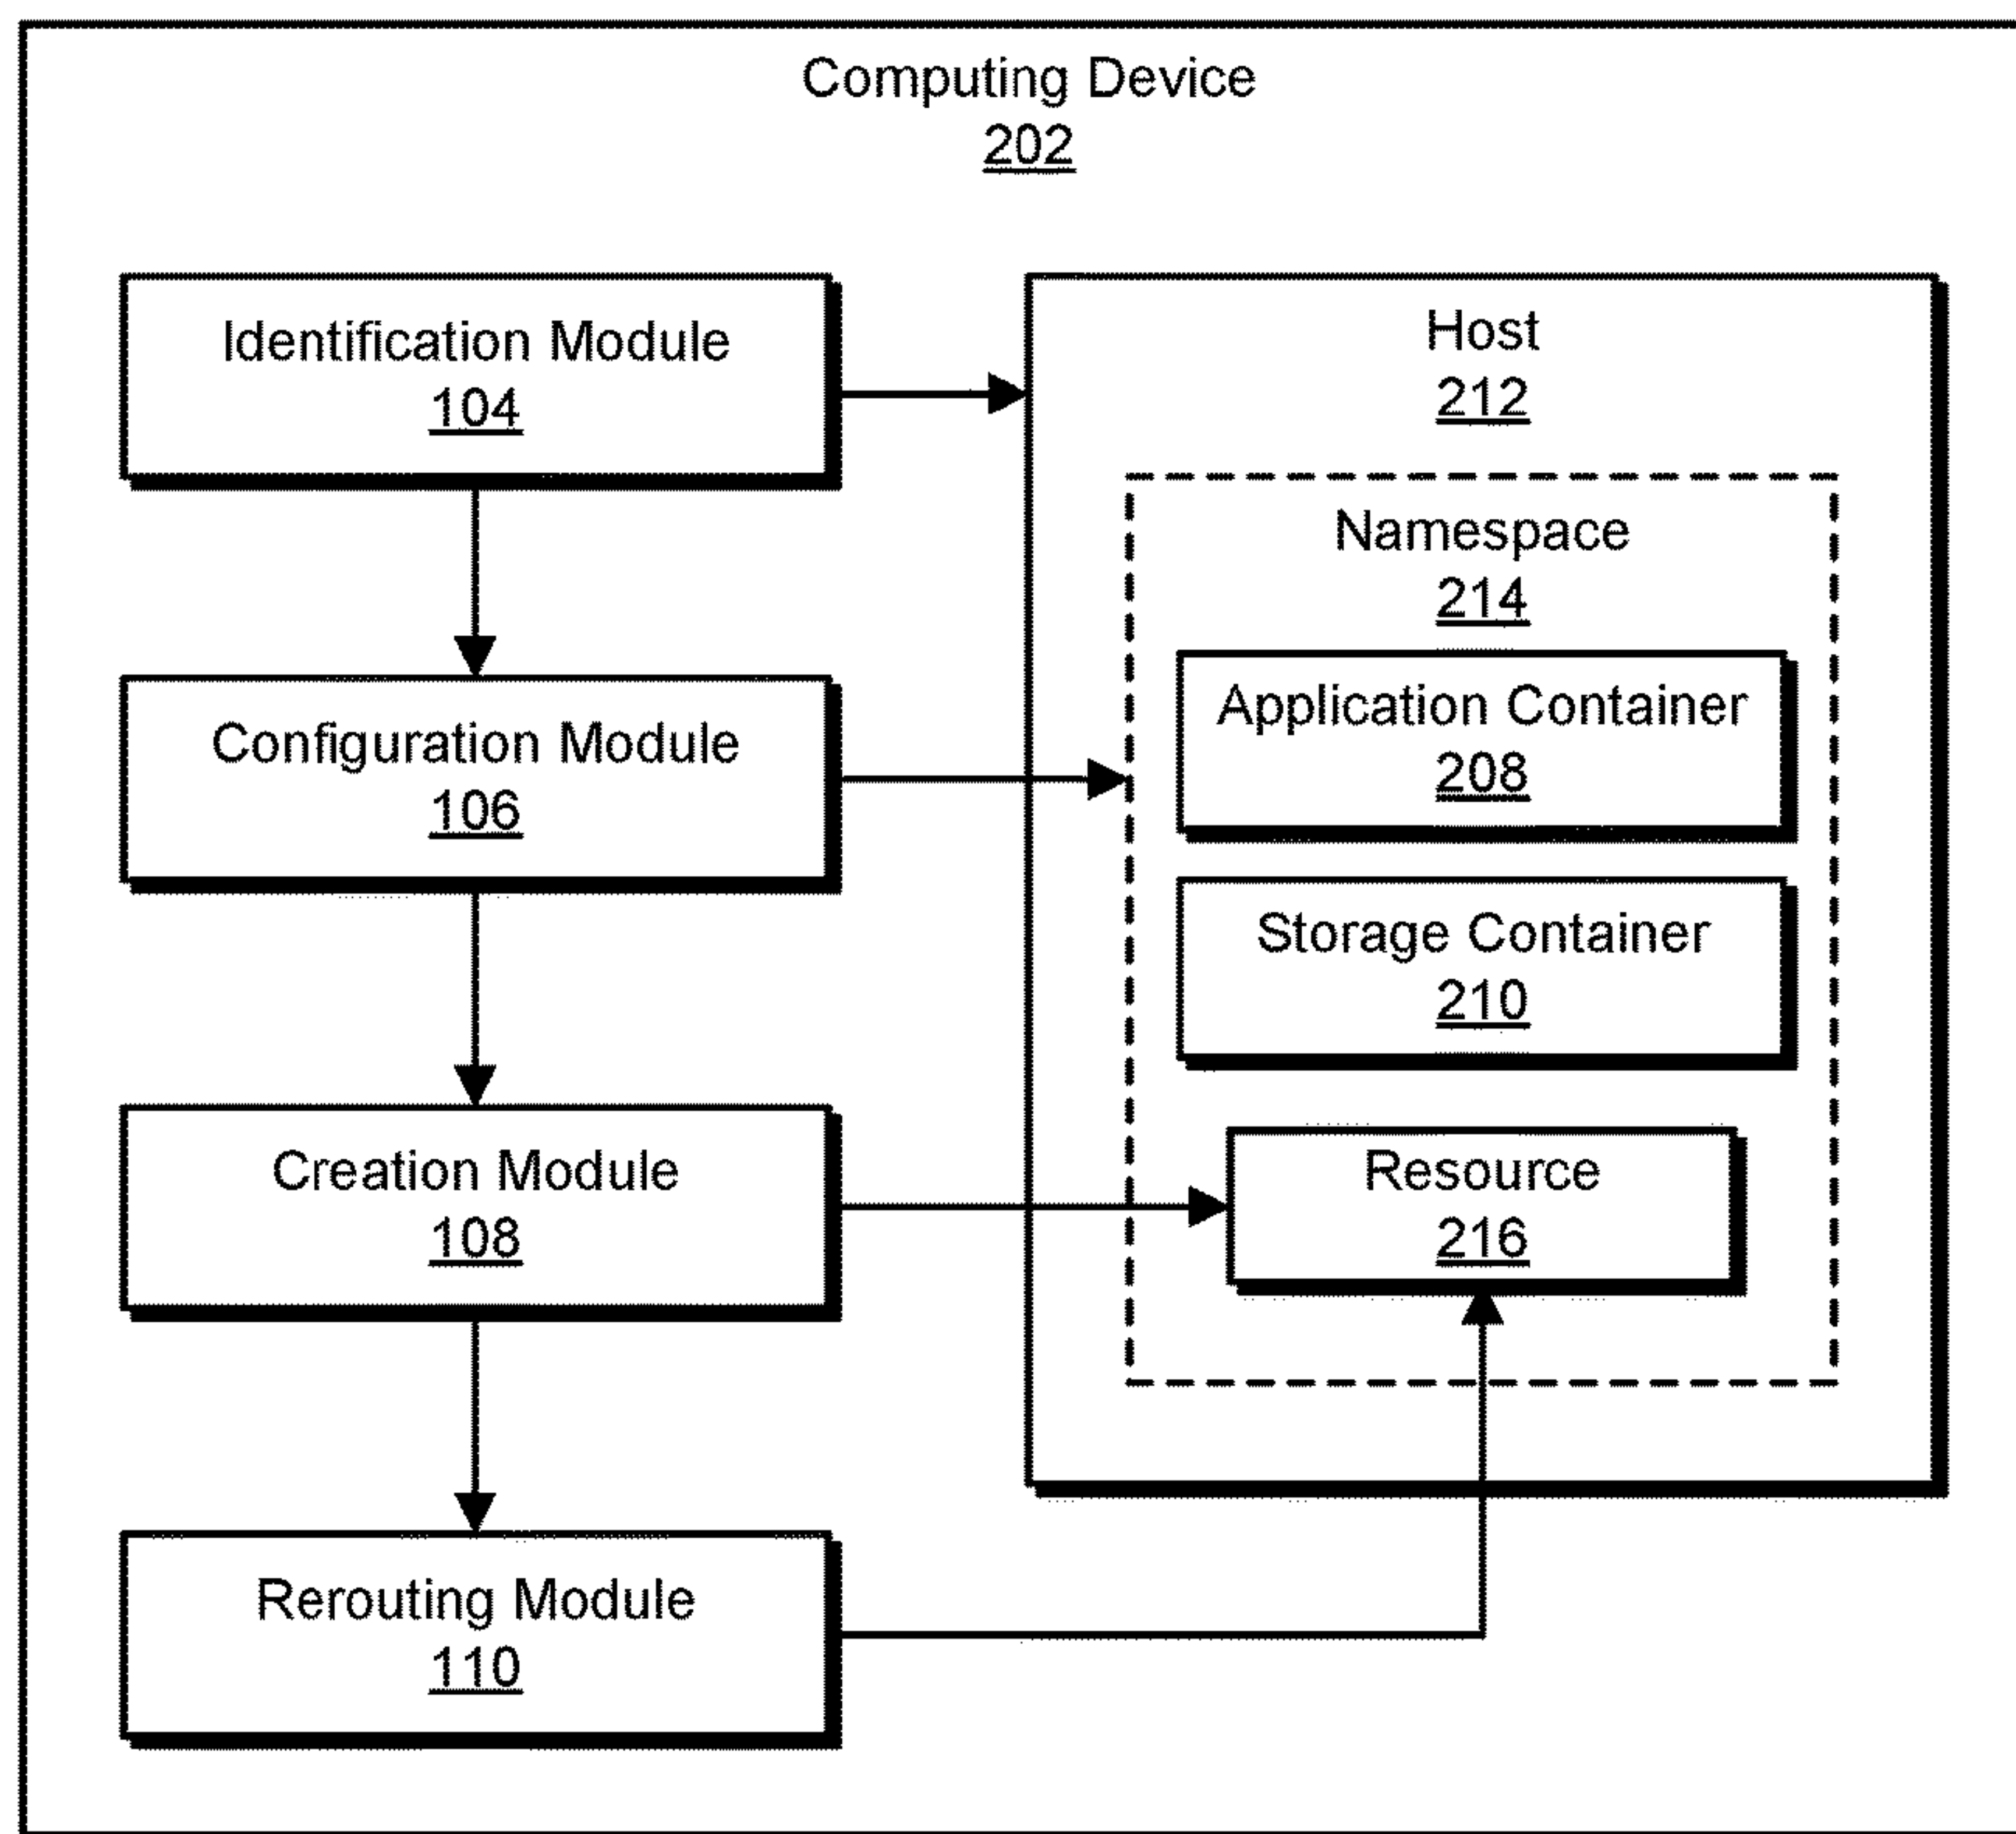 Computing Device
202
Identification Module
104
Configuration Module
106
Creation Module
108
Rerouting Module
110
Host
212
Namespace
214
Application Container
208
Storage Container
210
Resource
216